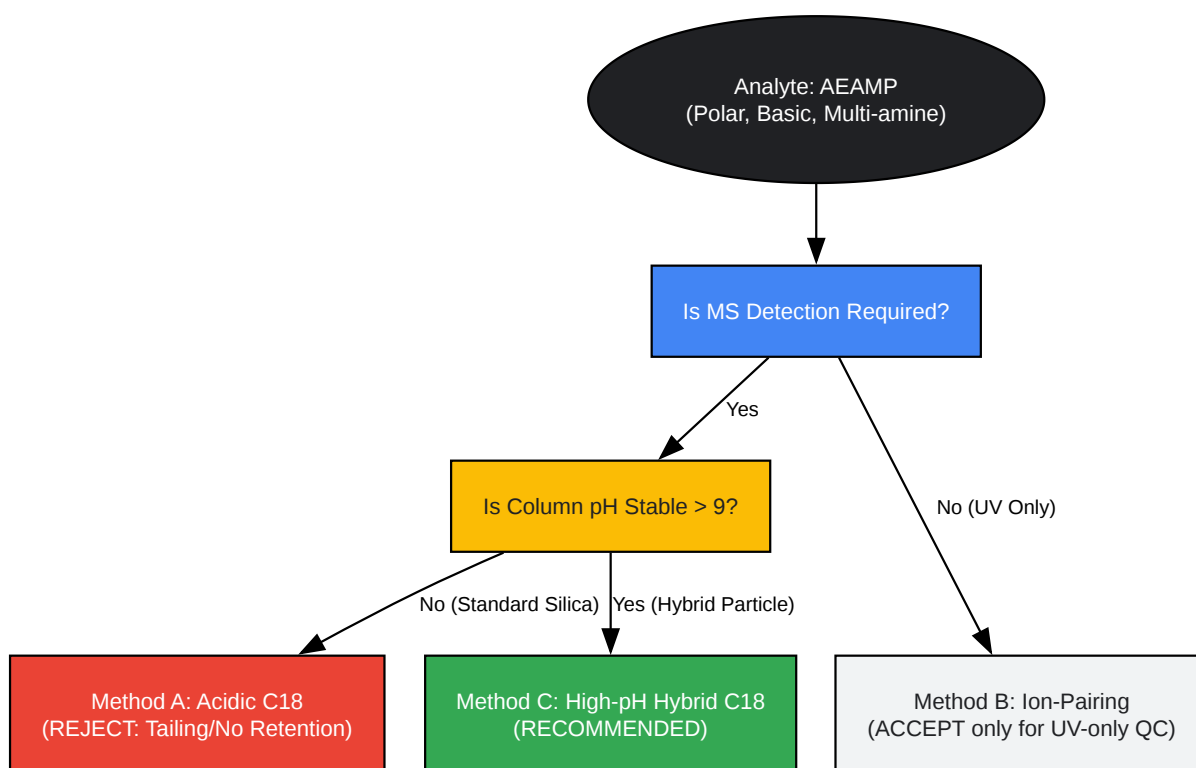 Analyte: AEAMP
(Polar, Basic, Multi-amine)
Is MS Detection Required?
Yes
Is Column pH Stable > 9?
No (UV Only)
No (Standard Silica)
Yes (Hybrid Particle)
Method A: Acidic C18
(REJECT: Tailing/No Retention)
Method C: High-pH Hybrid C18
(RECOMMENDED)
Method B: Ion-Pairing
(ACCEPT only for UV-only QC)